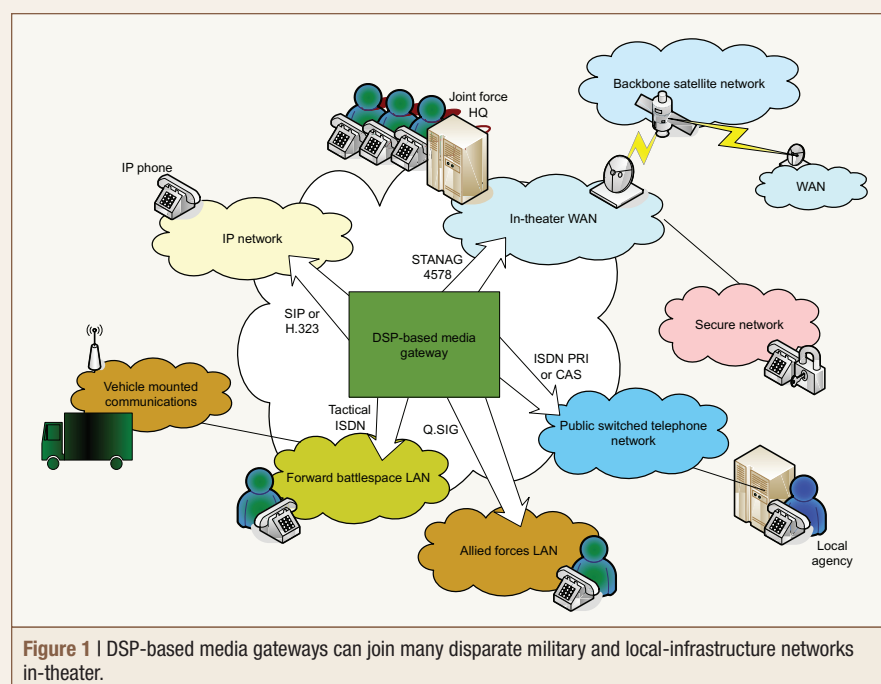 Backbone satellite network
Joint force
HQ
IP phone
WAN
IP network
In-theater WAN
STANAG
4578
SIP or
H.323
Secure network
DSP-based media
gateway
ISDN PRI
or CAS
Vehicle mounted
communications
Tactical
ISDN
Q.SIG
Public switched telephone
network
Forward battlespace LAN
Allied forces LAN
Local
agency
Figure 1 | DSP-based media gateways can join many disparate military and local-infrastructure networks
in-theater.